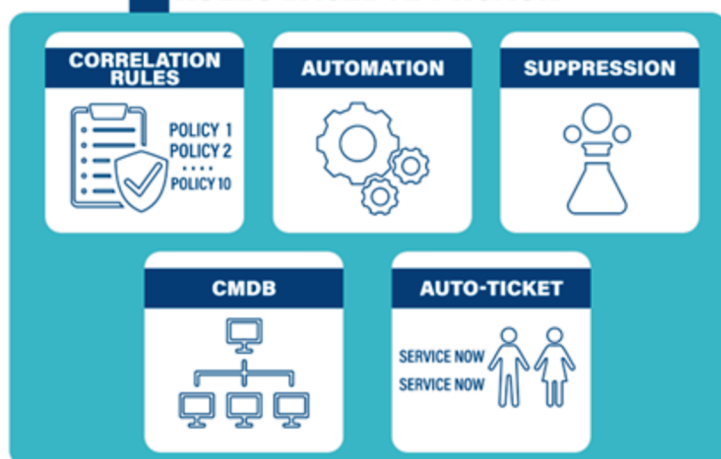 CORRELATION
RULES
POLICY 1
POLICY 2
....
POLICY 10
AUTOMATION
SUPPRESSION
CMDB
AUTO-TICKET
SERVICE NOW
SERVICE NOW